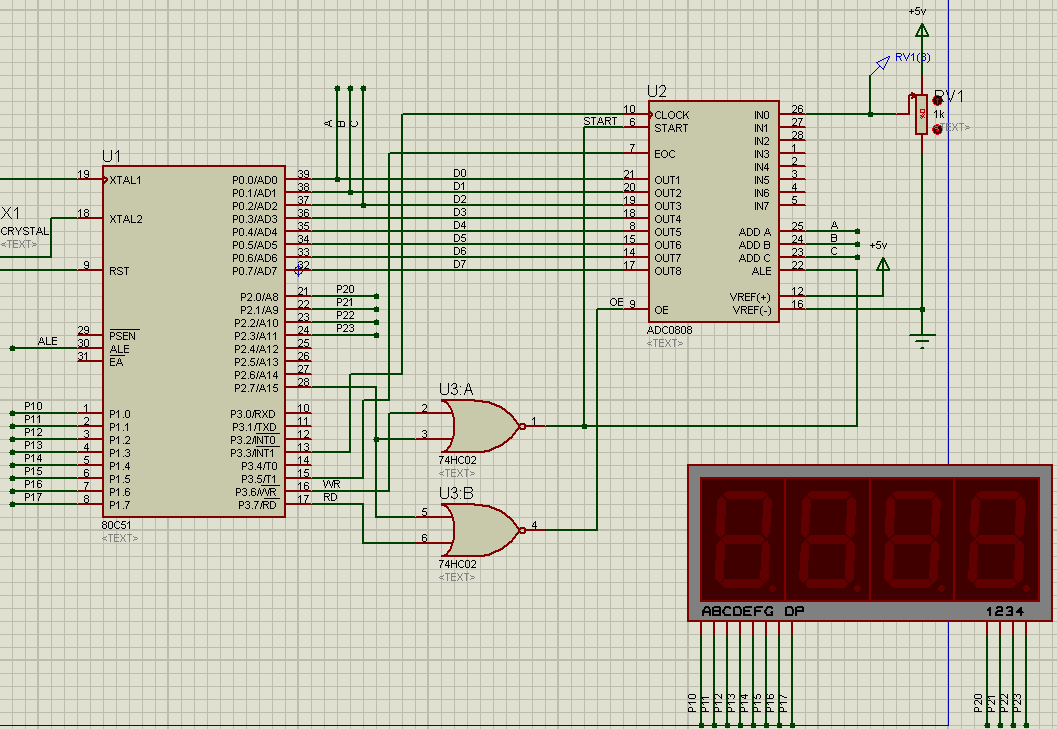 +5v
RV1(3)
RV1
1k
<TEXT>
U2
START
10
6
7
21
20
19
18
8
15
14
17
OE 9
CLOCK
START
EOC
OUT1
OUT2
OUT3
OUT4
OUT5
OUT6
OUT7
OUT8
OE
IN0
IN1
IN2
IN3
IN4
IN5
IN6
IN7
ADD A
ADD B
ADD C
ALE
VREF(+)
VREF(-)
26
27
28
1
2
3
4
5
25
24
23
22
12
16
A
B
C
+5v
ADC0808
<TEXT>
A
B
C
U1
X1
CRYSTAL
<TEXT>
19
18
9
29
ALE 30
31
P10 1
P11 2
P12 3
P13 4
P14 5
P15 6
P16 7
P17 8
XTAL1
XTAL2
RST
PSEN
ALE
EA
P1.0
P1.1
P1.2
P1.3
P1.4
P1.5
P1.6
P1.7
P0.0/AD0
P0.1/AD1
P0.2/AD2
P0.3/AD3
P0.4/AD4
P0.5/AD5
P0.6/AD6
P0.7/AD7
P2.0/A8
P2.1/A9
P2.2/A10
P2.3/A11
P2.4/A12
P2.5/A13
P2.6/A14
P2.7/A15
P3.0/RXD
P3.1/TXD
P3.2/INT0
P3.3/INT1
P3.4/T0
P3.5/T1
P3.6/WR
P3.7/RD
39
38
37
36
35
34
33
32
21 P20
22 P21
23 P22
24 P23
25
26
27
28
10
11
12
13
14
15
16 WR
17 RD
D0
D1
D2
D3
D4
D5
D6
D7
80C51
<TEXT>
U3:A
2
3
1
74HC02
<TEXT>
U3:B
5
6
4
74HC02
<TEXT>
ABCDEFG DP
1234
P10
P11
P12
P13
P14
P15
P16
P17
P20
P21
P22
P23